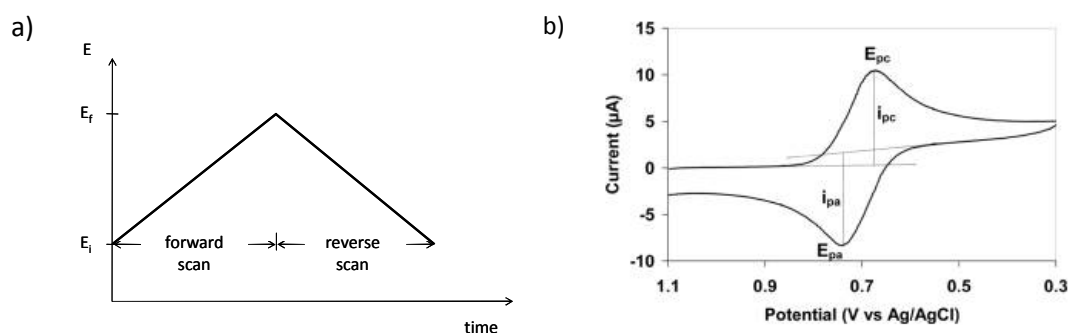 a)
E
E_f
E_i
forward
scan
reverse
scan
time
b)
Current (μA)
15
10
5
0
-5
-10
E_pc
i_pc
i_pa
E_pa
1.1
0.9
0.7
0.5
0.3
Potential (V vs Ag/AgCl)